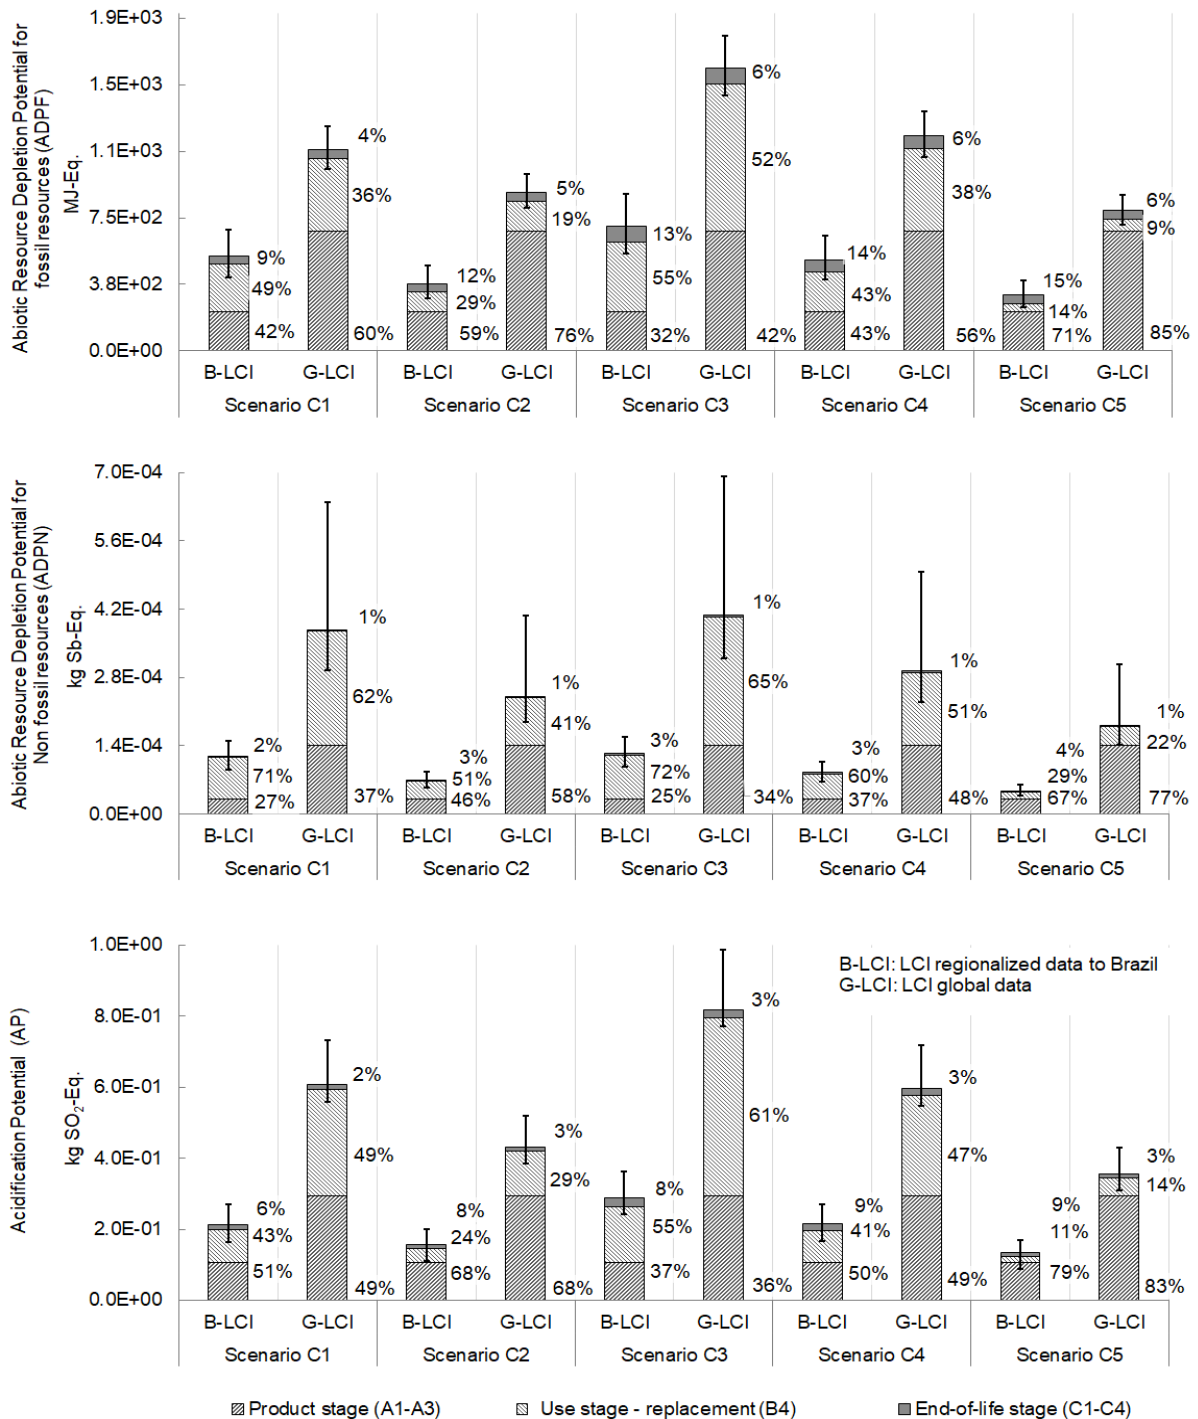 Abiotic Resource Depletion Potential for
fossil resources (ADPF)
MJ-Eq.
1.9E+03
1.5E+03
1.1E+03
7.5E+02
3.8E+02
0.0E+00
9%
49%
42%
4%
36%
60%
12%
29%
59%
5%
19%
76%
13%
55%
32%
6%
52%
42%
14%
43%
43%
6%
38%
56%
15%
14%
71%
6%
9%
85%
B-LCI G-LCI B-LCI G-LCI B-LCI G-LCI B-LCI G-LCI B-LCI G-LCI
Scenario C1 Scenario C2 Scenario C3 Scenario C4 Scenario C5
Abiotic Resource Depletion Potential for
Non fossil resources (ADPN)
kg Sb-Eq.
7.0E-04
5.6E-04
4.2E-04
2.8E-04
1.4E-04
0.0E+00
2%
71%
27%
1%
62%
37%
3%
51%
46%
1%
41%
58%
3%
72%
25%
1%
65%
34%
3%
60%
37%
1%
51%
48%
4%
29%
67%
1%
22%
77%
B-LCI G-LCI B-LCI G-LCI B-LCI G-LCI B-LCI G-LCI B-LCI G-LCI
Scenario C1 Scenario C2 Scenario C3 Scenario C4 Scenario C5
Acidification Potential (AP)
kg SO₂-Eq.
1.0E+00
8.0E-01
6.0E-01
4.0E-01
2.0E-01
0.0E+00
B-LCI: LCI regionalized data to Brazil
G-LCI: LCI global data
6%
43%
51%
2%
49%
49%
8%
24%
68%
3%
29%
68%
8%
55%
37%
3%
61%
36%
9%
41%
50%
3%
47%
49%
9%
11%
79%
3%
14%
83%
B-LCI G-LCI B-LCI G-LCI B-LCI G-LCI B-LCI G-LCI B-LCI G-LCI
Scenario C1 Scenario C2 Scenario C3 Scenario C4 Scenario C5
Product stage (A1-A3) Use stage - replacement (B4) End-of-life stage (C1-C4)